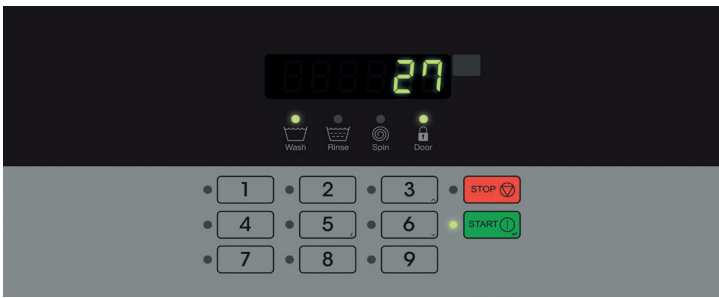 27
Wash Rinse Spin Door
1 2 3 STOP
4 5 6 START
7 8 9